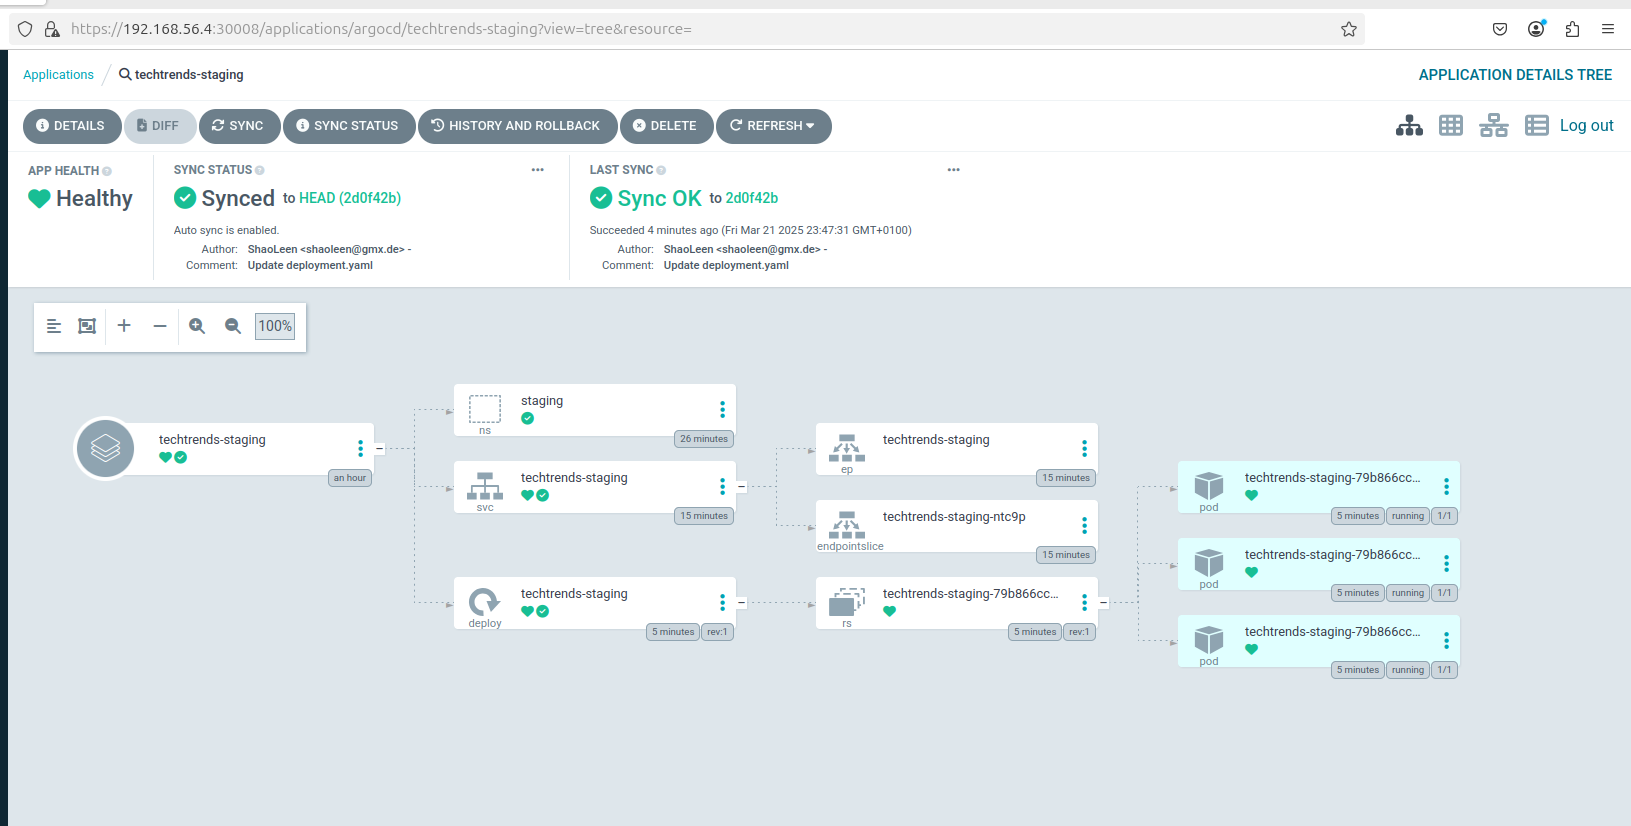 https://192.168.56.4:30008/applications/argocd/techtrends-staging?view=tree&resource=
Applications / techtrends-staging
APPLICATION DETAILS TREE
DETAILS DIFF SYNC SYNC STATUS HISTORY AND ROLLBACK DELETE REFRESH
Log out
APP HEALTH
Healthy
SYNC STATUS
Synced to HEAD (2d0f42b)
Auto sync is enabled.
Author: ShaoLeen <shaoleen@gmx.de> -
Comment: Update deployment.yaml
LAST SYNC
Sync OK to 2d0f42b
Succeeded 4 minutes ago (Fri Mar 21 2025 23:47:31 GMT+0100)
Author: ShaoLeen <shaoleen@gmx.de> -
Comment: Update deployment.yaml
100%
techtrends-staging
an hour
staging
ns
26 minutes
techtrends-staging
svc
15 minutes
techtrends-staging
deploy
5 minutes rev:1
techtrends-staging
ep
15 minutes
techtrends-staging-ntc9p
endpointslice
15 minutes
techtrends-staging-79b866cc...
rs
5 minutes rev:1
techtrends-staging-79b866cc...
pod
5 minutes running 1/1
techtrends-staging-79b866cc...
pod
5 minutes running 1/1
techtrends-staging-79b866cc...
pod
5 minutes running 1/1